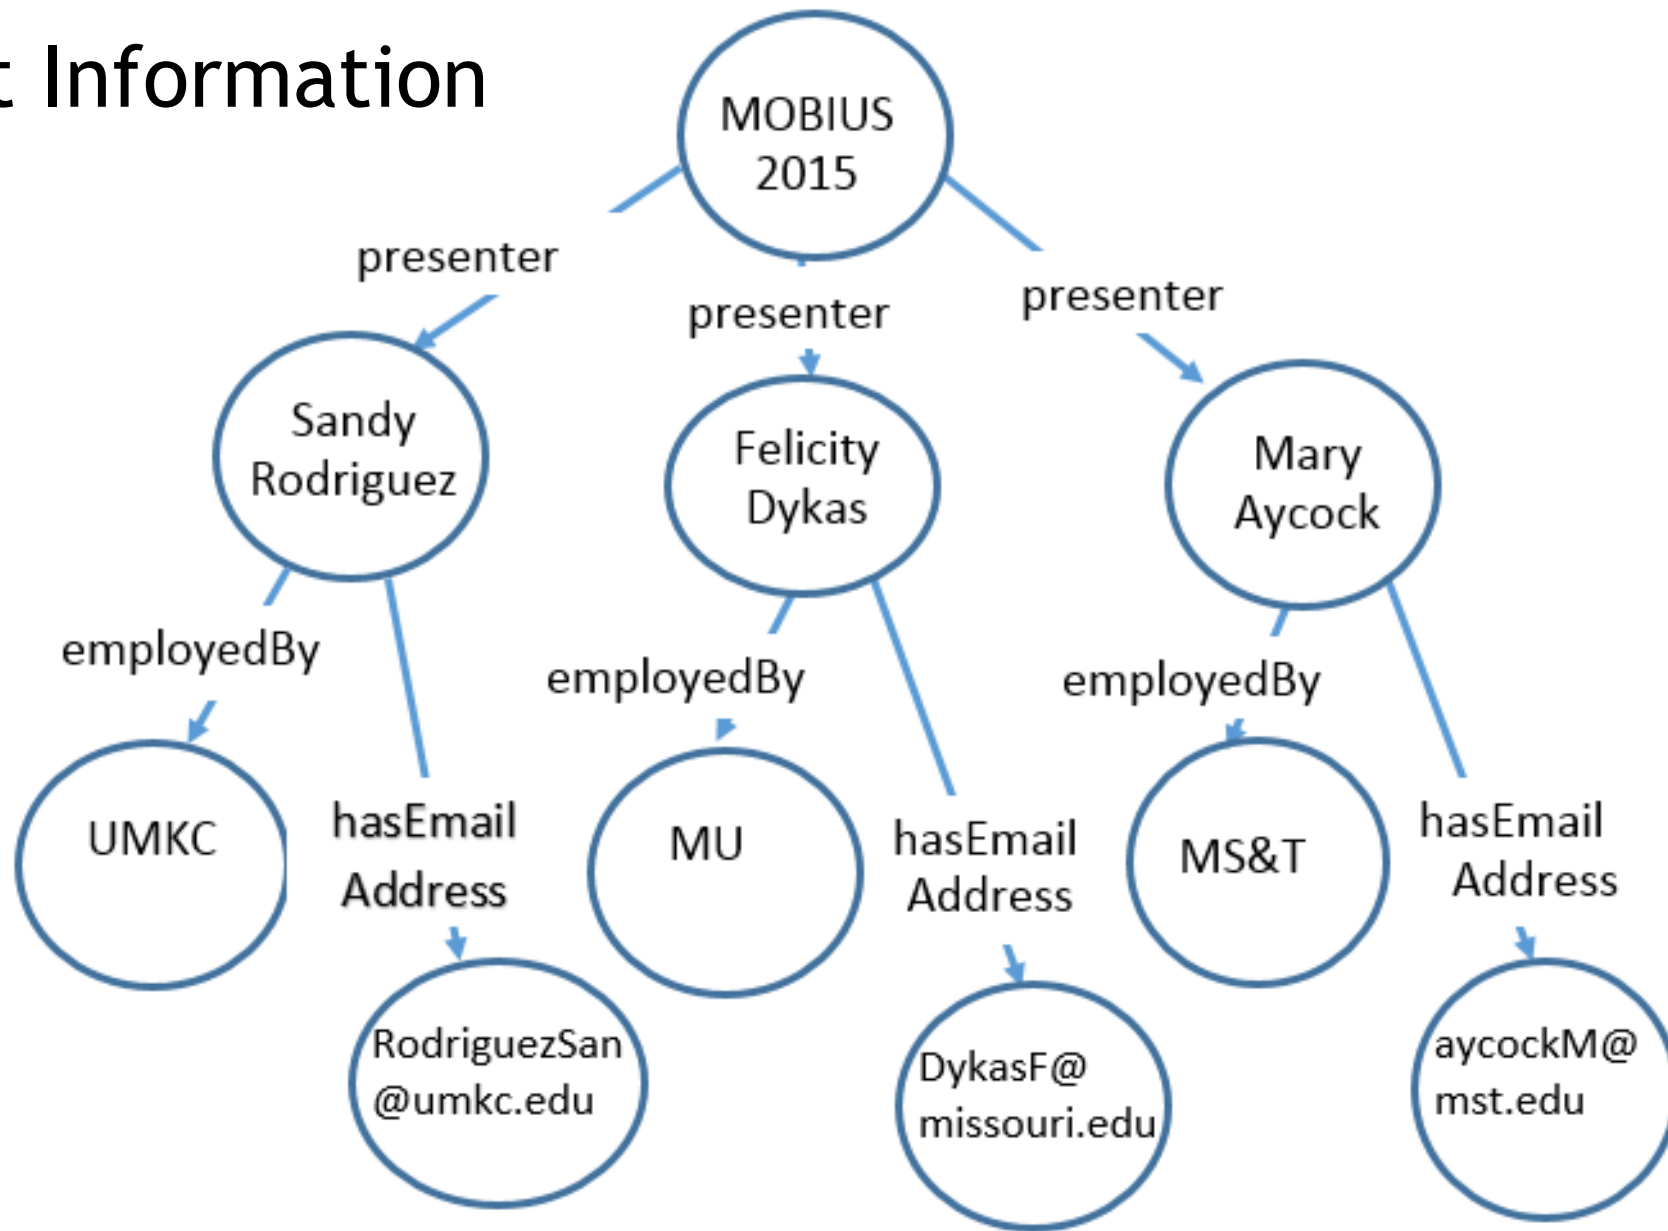 t Information
MOBIUS
2015
presenter
presenter
presenter
Sandy
Rodriguez
Felicity
Dykas
Mary
Aycock
employedBy
employedBy
employedBy
UMKC
hasEmail
Address
MU
hasEmail
Address
MS&T
hasEmail
Address
RodriguezSan
@umkc.edu
DykasF@
missouri.edu
aycockM@
mst.edu